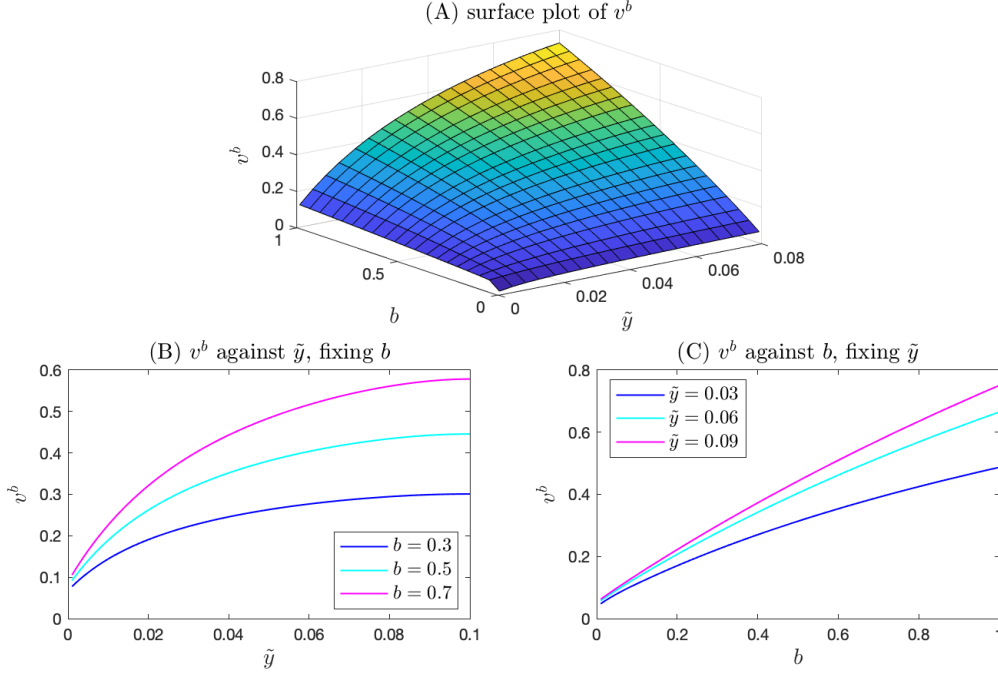 (A) surface plot of v^b
0.8
0.6
0.4
0.2
0
v^b
1
0.5
0
b
0
0.02
0.04
0.06
0.08
ỹ
(B) v^b against ỹ, fixing b
0.6
0.5
0.4
0.3
0.2
0.1
0
v^b
b = 0.3
b = 0.5
b = 0.7
0
0.02
0.04
0.06
0.08
0.1
ỹ
(C) v^b against b, fixing ỹ
0.8
0.6
0.4
0.2
0
v^b
ỹ = 0.03
ỹ = 0.06
ỹ = 0.09
0
0.2
0.4
0.6
0.8
b